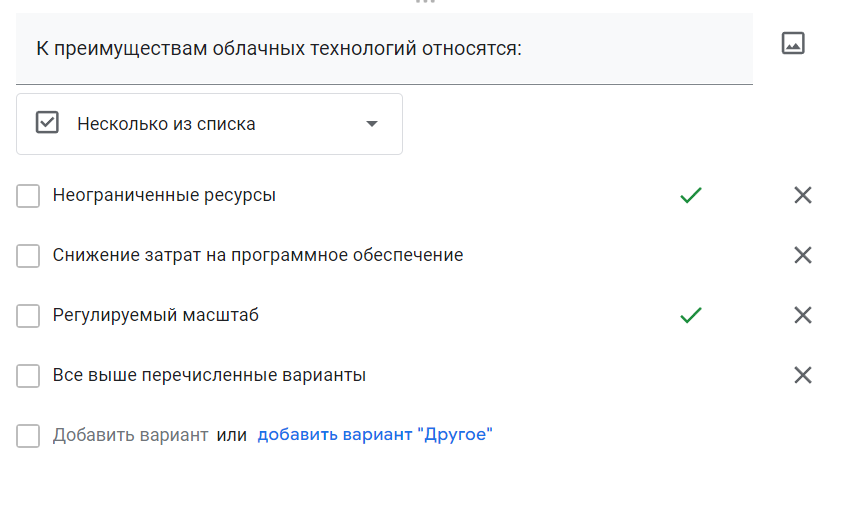 К преимуществам облачных технологий относятся:
Несколько из списка
Неограниченные ресурсы
Снижение затрат на программное обеспечение
Регулируемый масштаб
Все выше перечисленные варианты
Добавить вариант или добавить вариант "Другое"